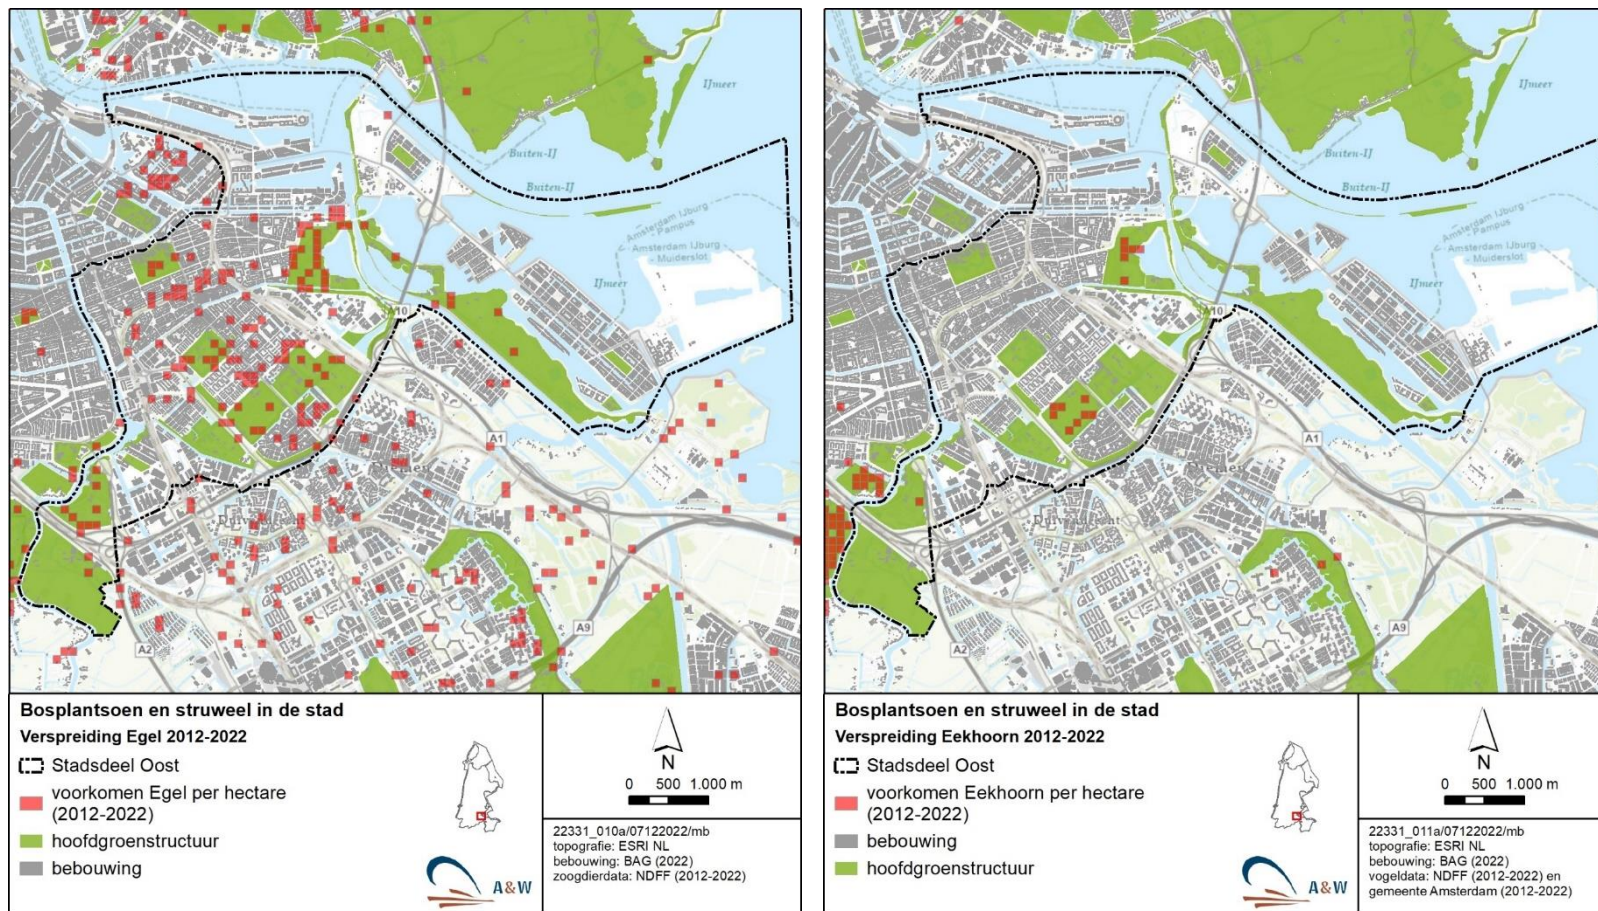 IJmeer
Buiten-IJ
Buiten-IJ
Amsterdam IJburg
- Pampus
Amsterdam IJburg
- Muiderslot
IJmeer
A10
A1
Diemen
Duivendrecht
A9
A2
Bosplantsoen en struweel in de stad
Verspreiding Egel 2012-2022
Stadsdeel Oost
voorkomen Egel per hectare
(2012-2022)
hoofdgroenstructuur
bebouwing
N
0 500 1.000 m
22331_010a/07122022/mb
topografie: ESRI NL
bebouwing: BAG (2022)
zoogdierdata: NDFF (2012-2022)
A&W
IJmeer
Buiten-IJ
Buiten-IJ
Amsterdam IJburg
- Pampus
Amsterdam IJburg
- Muiderslot
IJmeer
A10
A1
Diemen
Duivendrecht
A9
A2
Bosplantsoen en struweel in de stad
Verspreiding Eekhoorn 2012-2022
Stadsdeel Oost
voorkomen Eekhoorn per hectare
(2012-2022)
bebouwing
hoofdgroenstructuur
N
0 500 1.000 m
22331_011a/07122022/mb
topografie: ESRI NL
bebouwing: BAG (2022)
vogeldata: NDFF (2012-2022) en
gemeente Amsterdam (2012-2022)
A&W